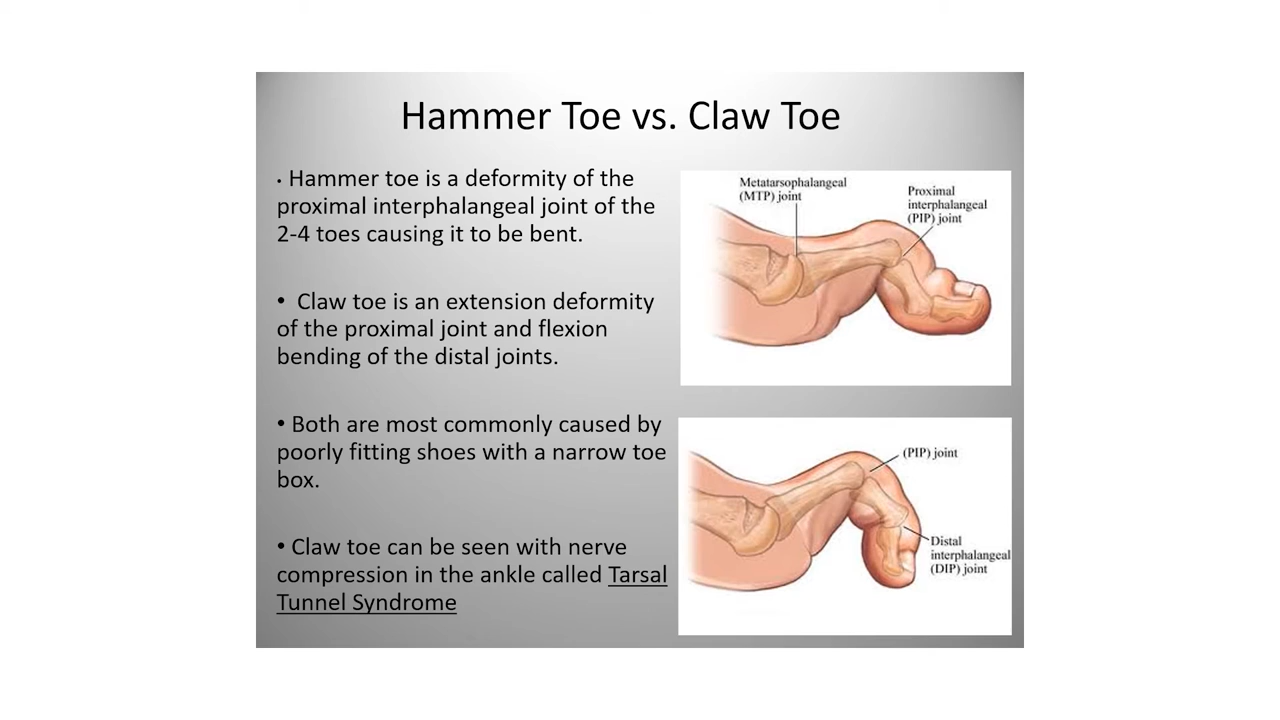 Hammer Toe vs. Claw Toe
• Hammer toe is a deformity of the
proximal interphalangeal joint of the
2-4 toes causing it to be bent.
• Claw toe is an extension deformity
of the proximal joint and flexion
bending of the distal joints.
• Both are most commonly caused by
poorly fitting shoes with a narrow toe
box.
• Claw toe can be seen with nerve
compression in the ankle called Tarsal
Tunnel Syndrome
Metatarsophalangeal
(MTP) joint
Proximal
interphalangeal
(PIP) joint
(PIP) joint
Distal
interphalangeal
(DIP) joint